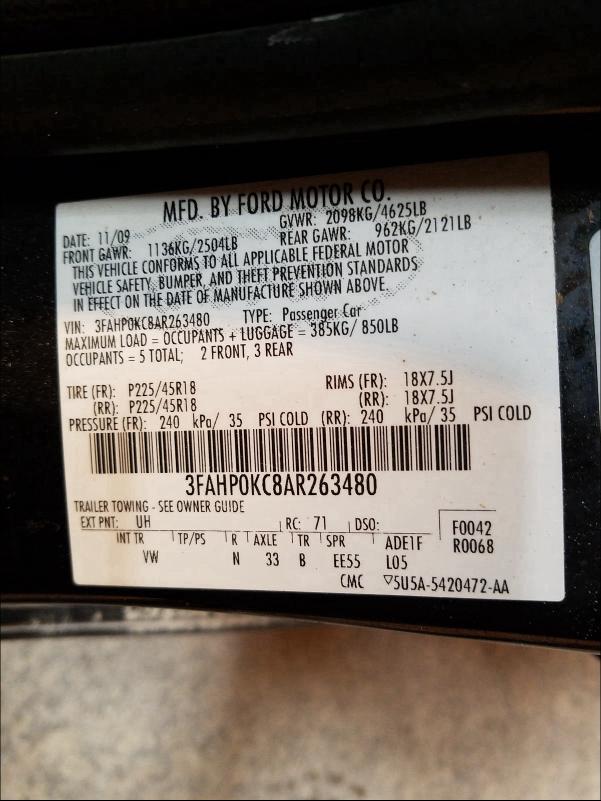 MFD. BY FORD MOTOR CO.
DATE: 11/09 GVWR: 2098KG/4625LB
FRONT GAWR: 1136KG/2504LB REAR GAWR: 962KG/2121LB
THIS VEHICLE CONFORMS TO ALL APPLICABLE FEDERAL MOTOR
VEHICLE SAFETY, BUMPER, AND THEFT PREVENTION STANDARDS
IN EFFECT ON THE DATE OF MANUFACTURE SHOWN ABOVE.
VIN: 3FAHP0KC8AR263480 TYPE: Passenger Car
MAXIMUM LOAD = OCCUPANTS + LUGGAGE = 385KG/ 850LB
OCCUPANTS = 5 TOTAL; 2 FRONT, 3 REAR
TIRE (FR): P225/45R18 RIMS (FR): 18X7.5J
(RR): P225/45R18 (RR): 18X7.5J
PRESSURE (FR): 240 kPa/ 35 PSI COLD (RR): 240 kPa/ 35 PSI COLD
3FAHP0KC8AR263480
TRAILER TOWING - SEE OWNER GUIDE
EXT PNT: UH RC: 71 DSO: F0042
INT TR TP/PS R AXLE TR SPR ADE1F R0068
VW N 33 B EE55 L05
CMC ▽5U5A-5420472-AA